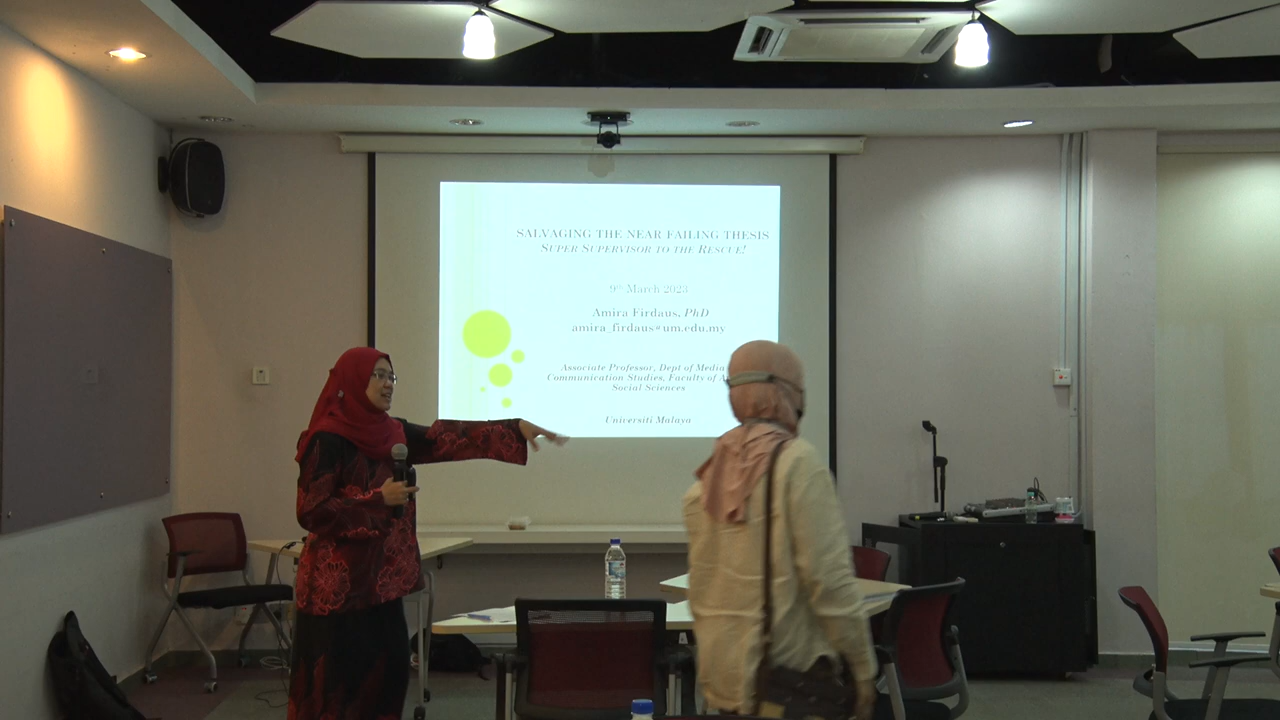 SALVAGING THE NEAR FAILING THESIS
SUPER SUPERVISOR TO THE RESCUE!
9th March 2023
Amira Firdaus, PhD
amira_firdaus@um.edu.my
Associate Professor, Dept of Media
Communication Studies, Faculty of A
Social Sciences
Universiti Malaya